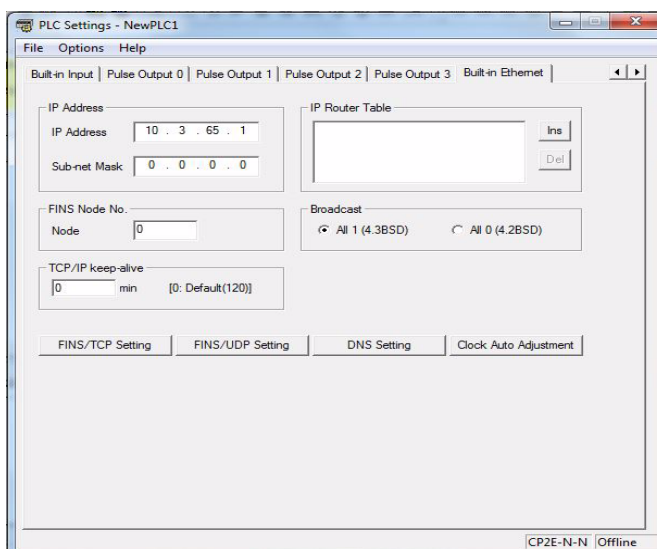 PLC Settings - NewPLC1
File Options Help
Built-in Input Pulse Output 0 Pulse Output 1 Pulse Output 2 Pulse Output 3 Built-in Ethernet
IP Address
IP Address 10 . 3 . 65 . 1
Sub-net Mask 0 . 0 . 0 . 0
IP Router Table
Ins
Del
FINS Node No.
Node 0
Broadcast
All 1 (4.3BSD) All 0 (4.2BSD)
TCP/IP keep-alive
0 min [0: Default(120)]
FINS/TCP Setting FINS/UDP Setting DNS Setting Clock Auto Adjustment
CP2E-N-N Offline